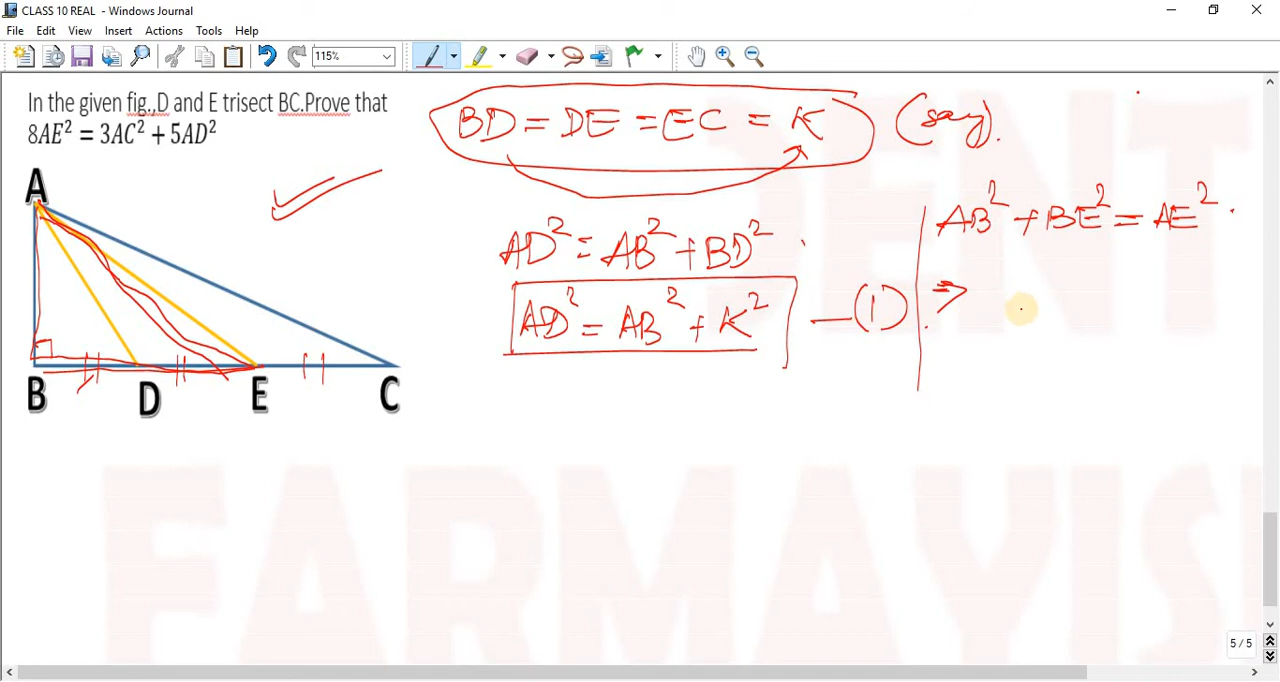 CLASS 10 REAL - Windows Journal
File Edit View Insert Actions Tools Help
115%
In the given fig.,D and E trisect BC.Prove that
8AE² = 3AC² + 5AD²
BD = DE = EC = K (say).
A
AB² + BE² = AE².
AD² = AB² + BD²
⇒
AD² = AB² + K² —(1)
B D E C
DENT
FARMAYISH
5 / 5